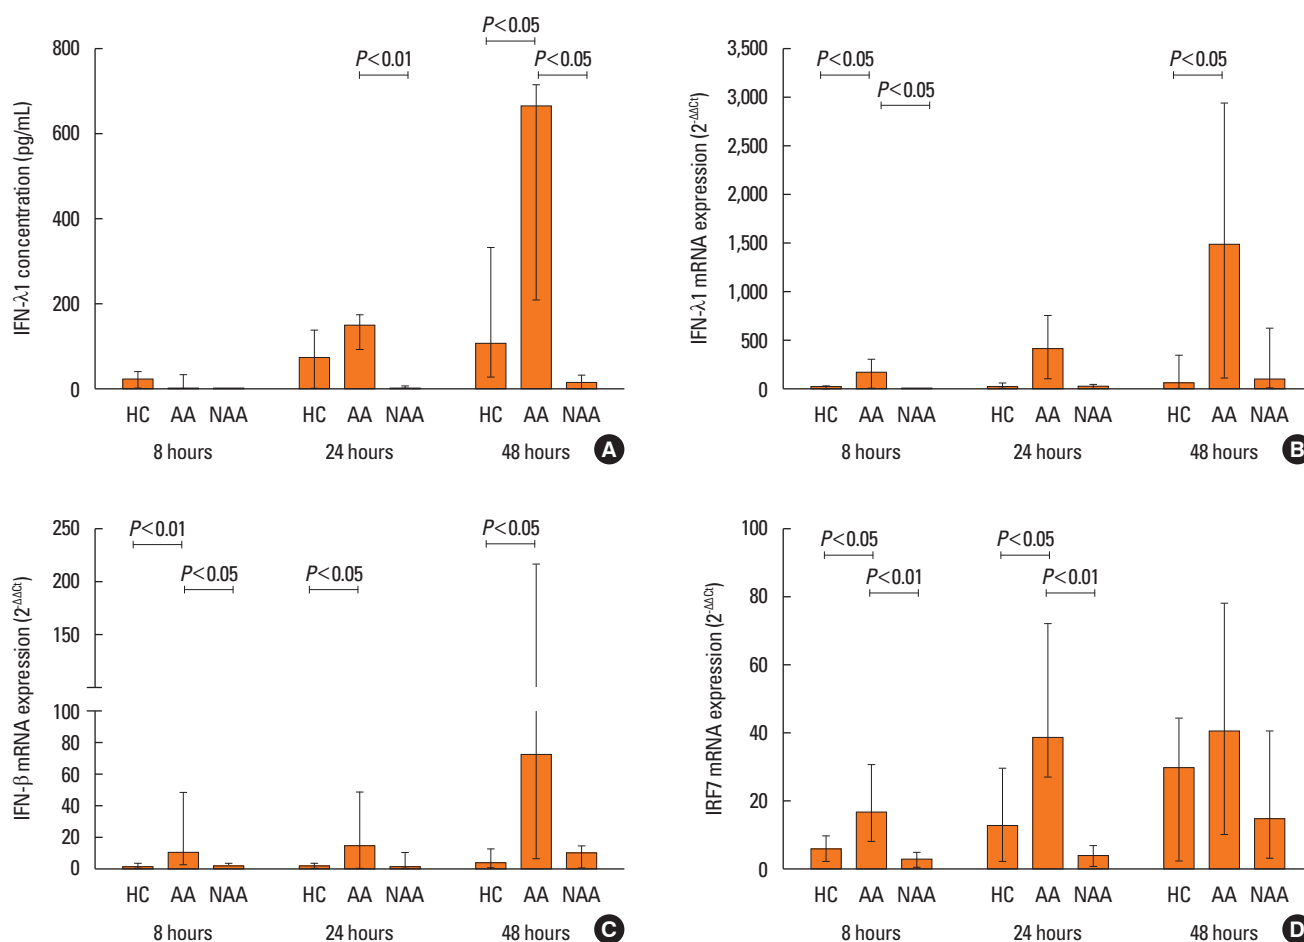 P<0.05
P<0.01
P<0.05
800
600
400
200
0
IFN-λ1 concentration (pg/mL)
HC AA NAA HC AA NAA HC AA NAA
8 hours 24 hours 48 hours
A
P<0.05
P<0.05
P<0.05
3,500
3,000
2,500
2,000
1,500
1,000
500
0
IFN-λ1 mRNA expression (2-ΔΔCt)
HC AA NAA HC AA NAA HC AA NAA
8 hours 24 hours 48 hours
B
P<0.01
P<0.05
P<0.05
P<0.05
250
200
150
100
80
60
40
20
0
IFN-β mRNA expression (2-ΔΔCt)
HC AA NAA HC AA NAA HC AA NAA
8 hours 24 hours 48 hours
C
P<0.05
P<0.01
P<0.05
P<0.01
100
80
60
40
20
0
IRF7 mRNA expression (2-ΔΔCt)
HC AA NAA HC AA NAA HC AA NAA
8 hours 24 hours 48 hours
D